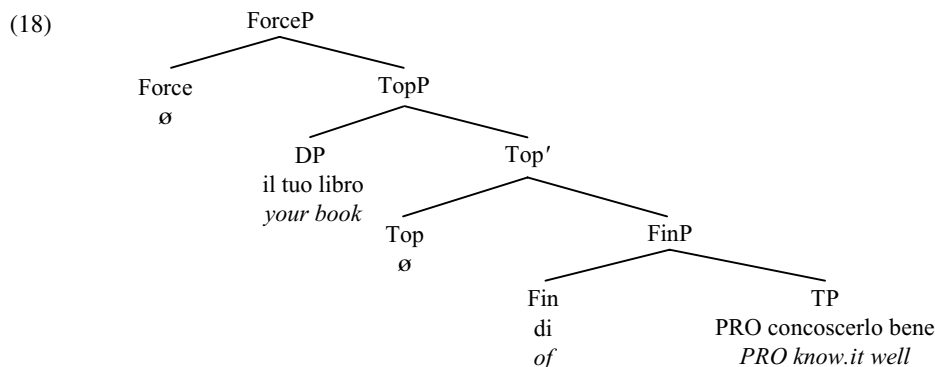 (18) ForceP
Force TopP
ø
DP Top′
il tuo libro
your book Top FinP
ø
Fin TP
di PRO concoscerlo bene
of PRO know.it well